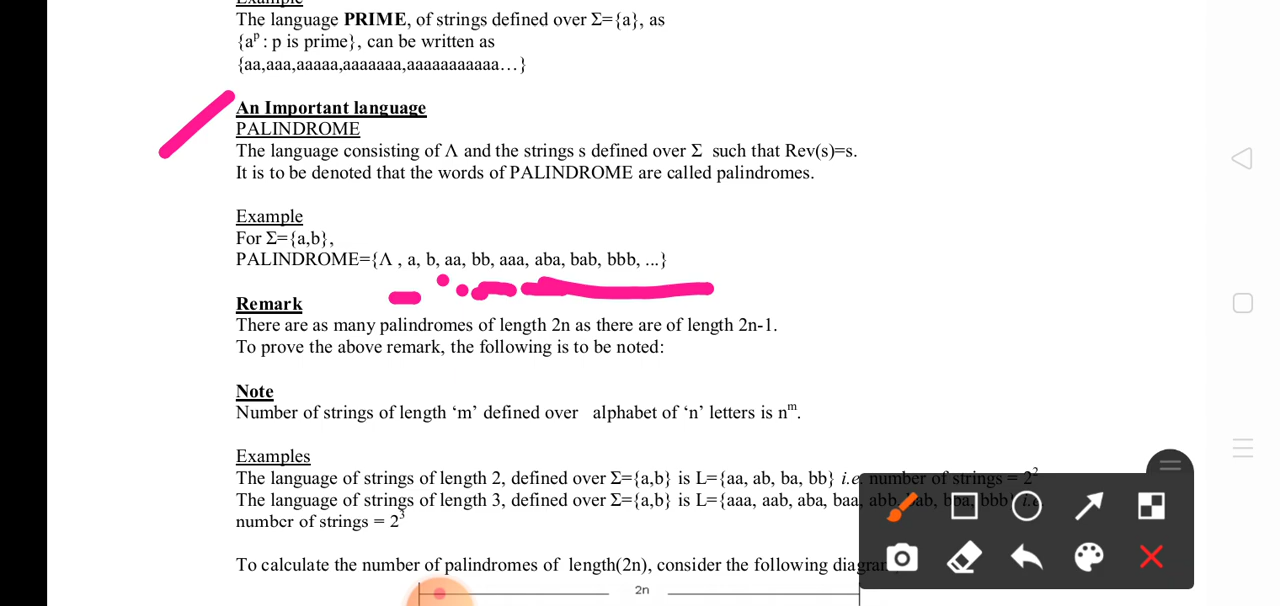 Example
The language PRIME, of strings defined over Σ={a}, as
{aᵖ : p is prime}, can be written as
{aa,aaa,aaaaa,aaaaaaa,aaaaaaaaaaa…}
An Important language
PALINDROME
The language consisting of Λ and the strings s defined over Σ such that Rev(s)=s.
It is to be denoted that the words of PALINDROME are called palindromes.
Example
For Σ={a,b},
PALINDROME={Λ , a, b, aa, bb, aaa, aba, bab, bbb, ...}
Remark
There are as many palindromes of length 2n as there are of length 2n-1.
To prove the above remark, the following is to be noted:
Note
Number of strings of length ‘m’ defined over alphabet of ‘n’ letters is nᵐ.
Examples
The language of strings of length 2, defined over Σ={a,b} is L={aa, ab, ba, bb} i.e. number of strings = 2²
The language of strings of length 3, defined over Σ={a,b} is L={aaa, aab, aba, baa, abb, bab, bba, bbb} i.e
number of strings = 2³
To calculate the number of palindromes of length(2n), consider the following diagram
2n